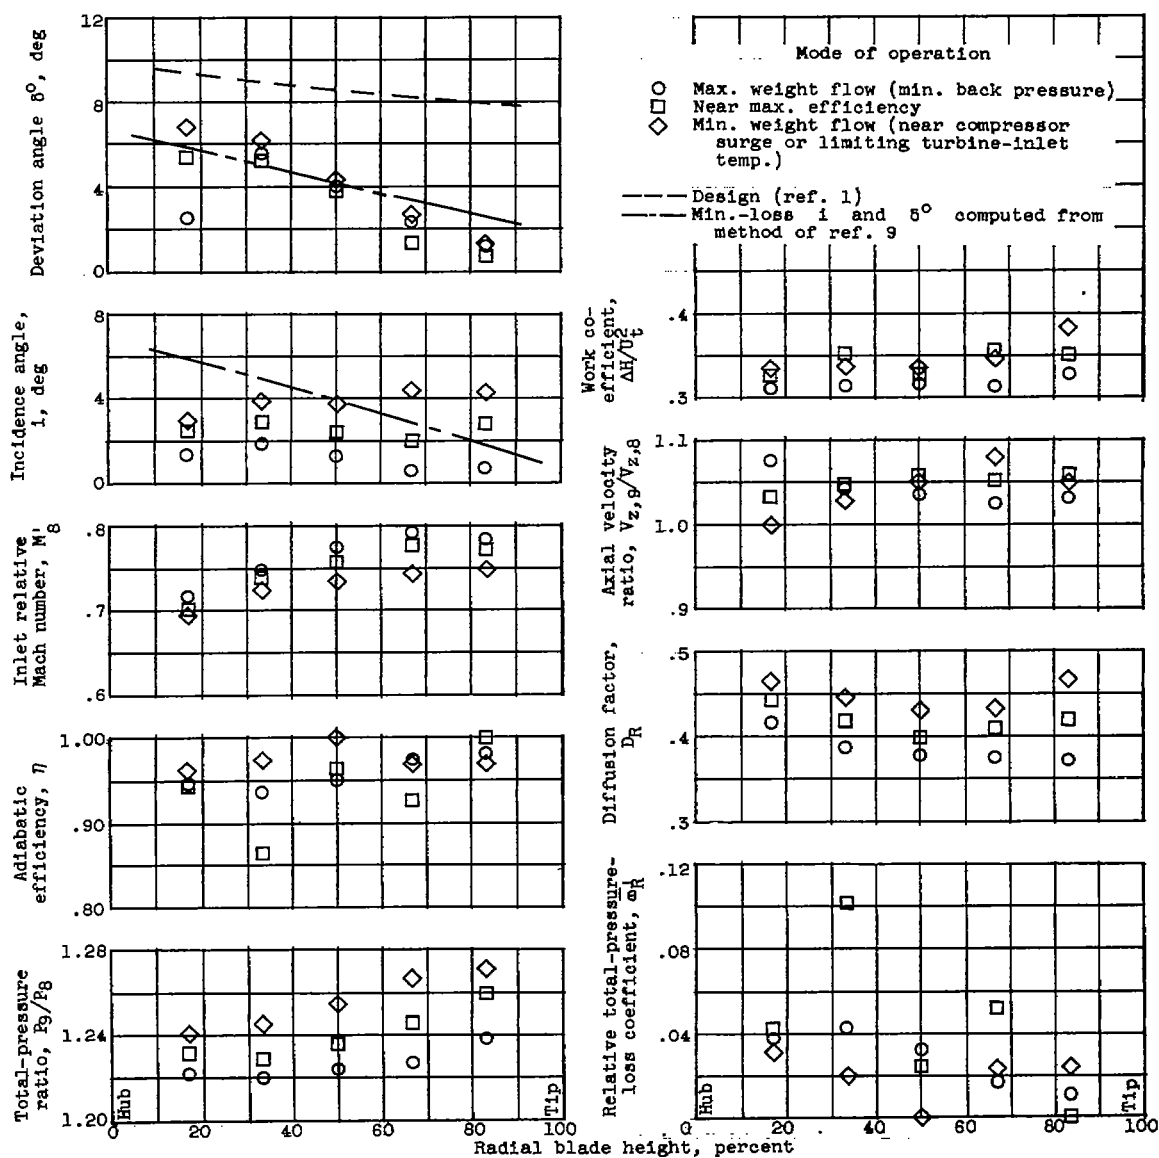 Deviation angle δ°, deg
12
8
4
0
Incidence angle,
i, deg
8
4
0
Inlet relative
Mach number, M'8
.8
.7
.6
Adiabatic
efficiency, η
1.00
.90
.80
Total-pressure
ratio, P9/P8
1.28
1.24
1.20
Hub
Tip
0 20 40 60 80 100
Mode of operation
Max. weight flow (min. back pressure)
Near max. efficiency
Min. weight flow (near compressor
surge or limiting turbine-inlet
temp.)
Design (ref. 1)
Min.-loss i and δ° computed from
method of ref. 9
Work co-
efficient,
ΔH/U²t
.4
.3
Axial velocity
ratio, Vz,9/Vz,8
1.1
1.0
.9
Diffusion factor,
DR
.5
.4
.3
Relative total-pressure-
loss coefficient, ω̄'R
.12
.08
.04
Hub
Tip
0 20 40 60 80 100
Radial blade height, percent